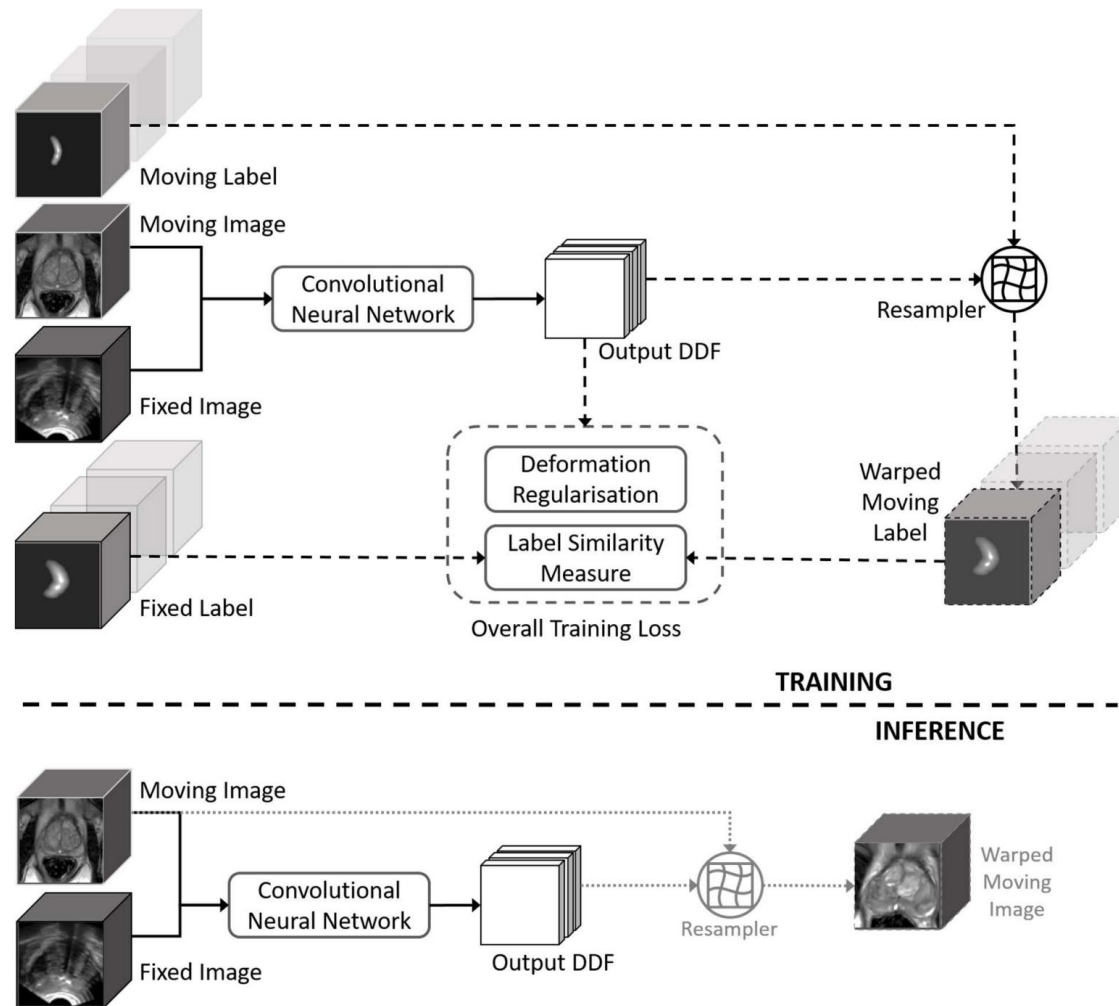 Moving Label
Moving Image
Convolutional
Neural Network
Resampler
Output DDF
Fixed Image
Deformation
Regularisation
Warped
Moving
Label
Label Similarity
Measure
Fixed Label
Overall Training Loss
TRAINING
INFERENCE
Moving Image
Convolutional
Neural Network
Resampler
Warped
Moving
Image
Output DDF
Fixed Image